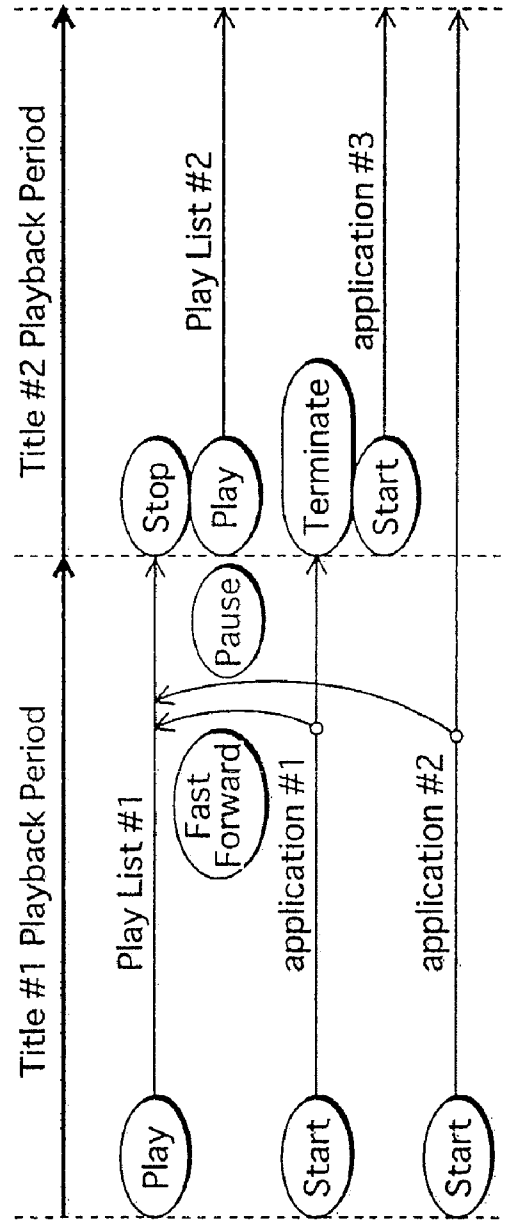 Title #1 Playback Period
Title #2 Playback Period
Play
Play List #1
Stop
Play
Play List #2
Fast
Forward
Pause
Start
application #1
Terminate
Start
application #3
Start
application #2